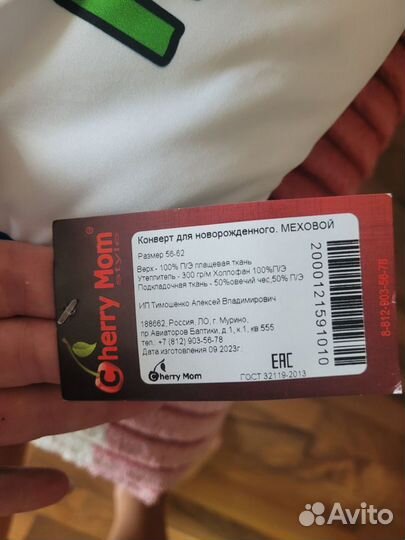 Cherry Mom®
style
Конверт для новорожденного. МЕХОВОЙ
Размер 56-62
Верх- 100% П/Э плащевая ткань
Утеплитель - 300 гр/м Холлофан 100%П/Э
Подкладочная ткань - 50%овечий чес,50% П/Э
ИП Тимошенко Алексей Владимирович
188662, Россия, ЛО, г. Мурино,
пр.Авиаторов Балтики, д.1, к.1, кв 555
тел.: +7 (812) 903-56-78
Дата изготовления 09.2023г.
Cherry Mom
EAC
ГОСТ 32119-2013
2000121591010
8-812-903-56-78
Avito